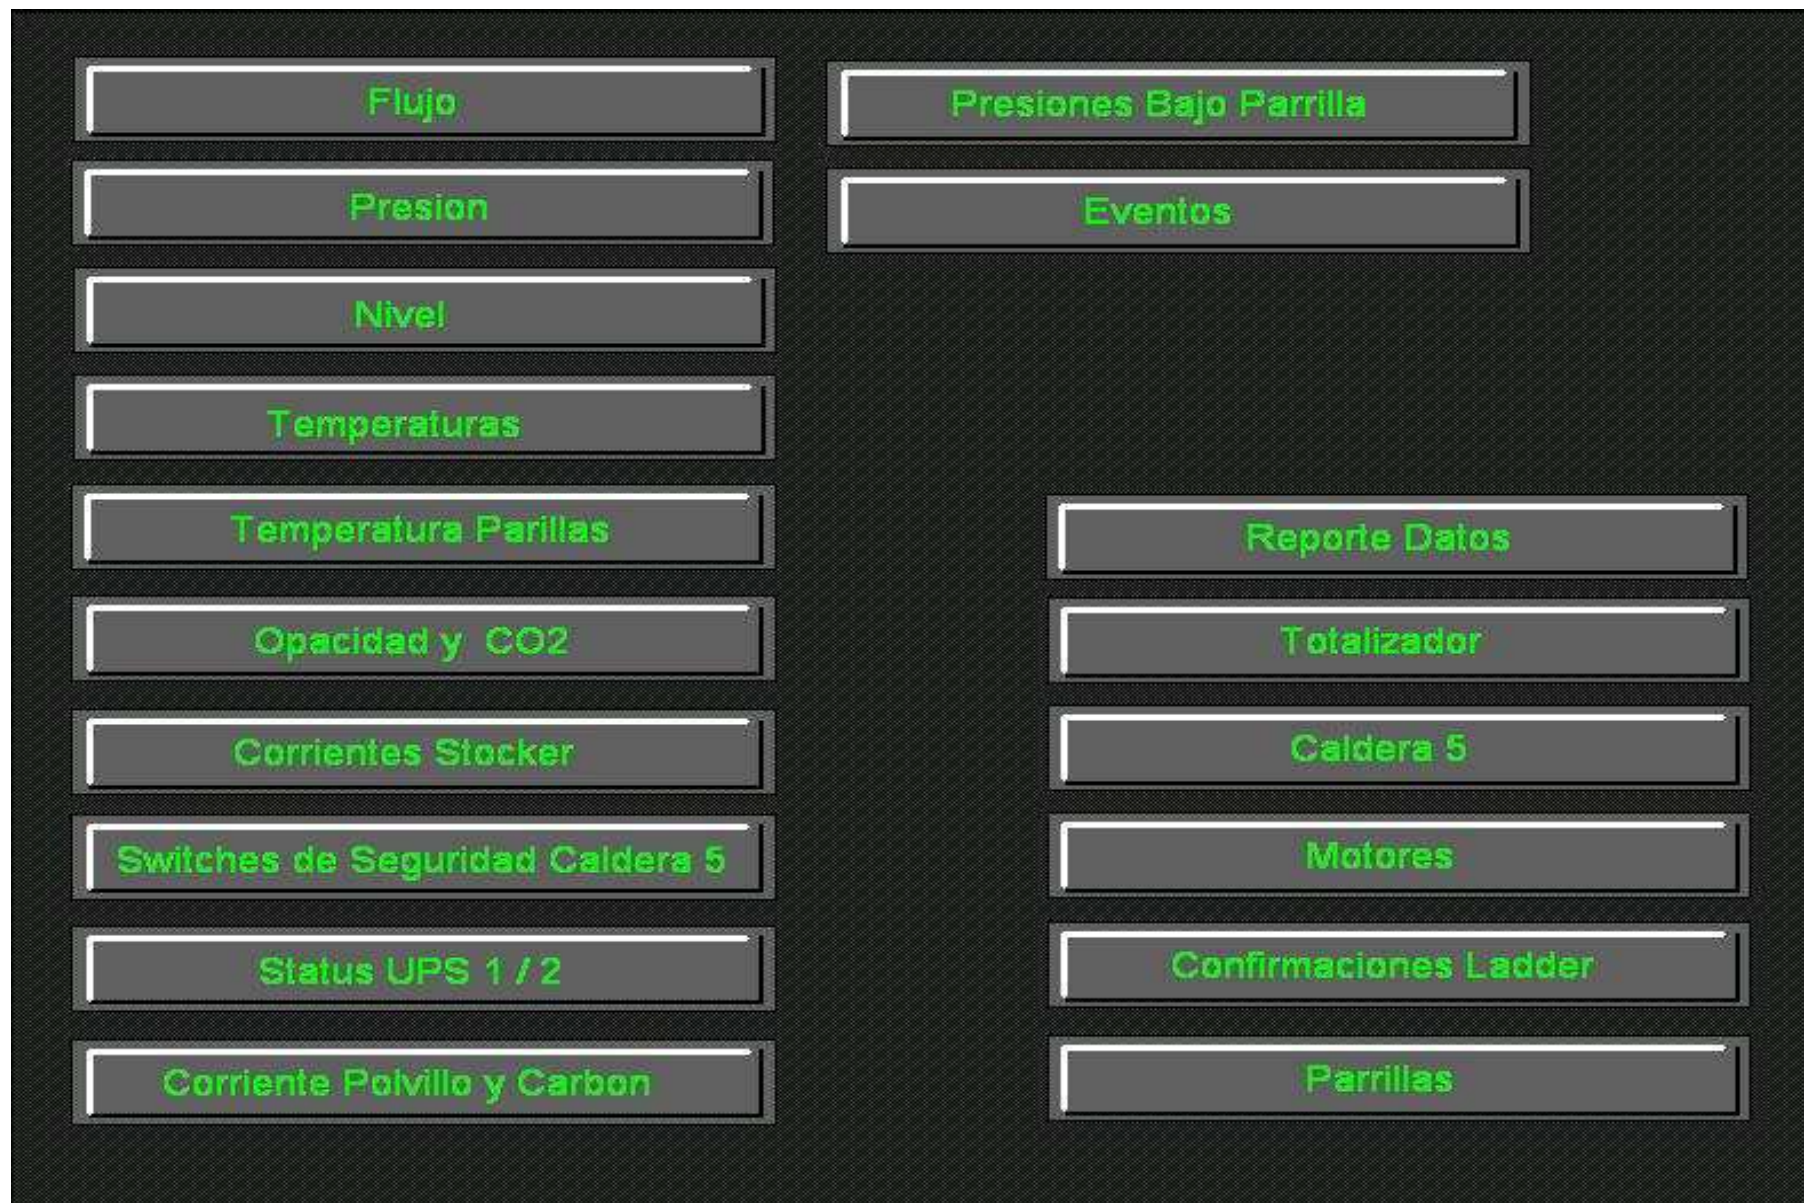 Flujo
Presion
Nivel
Temperaturas
Temperatura Parillas
Opacidad y CO2
Corrientes Stocker
Switches de Seguridad Caldera 5
Status UPS 1 / 2
Corriente Polvillo y Carbon
Presiones Bajo Parrilla
Eventos
Reporte Datos
Totalizador
Caldera 5
Motores
Confirmaciones Ladder
Parrillas